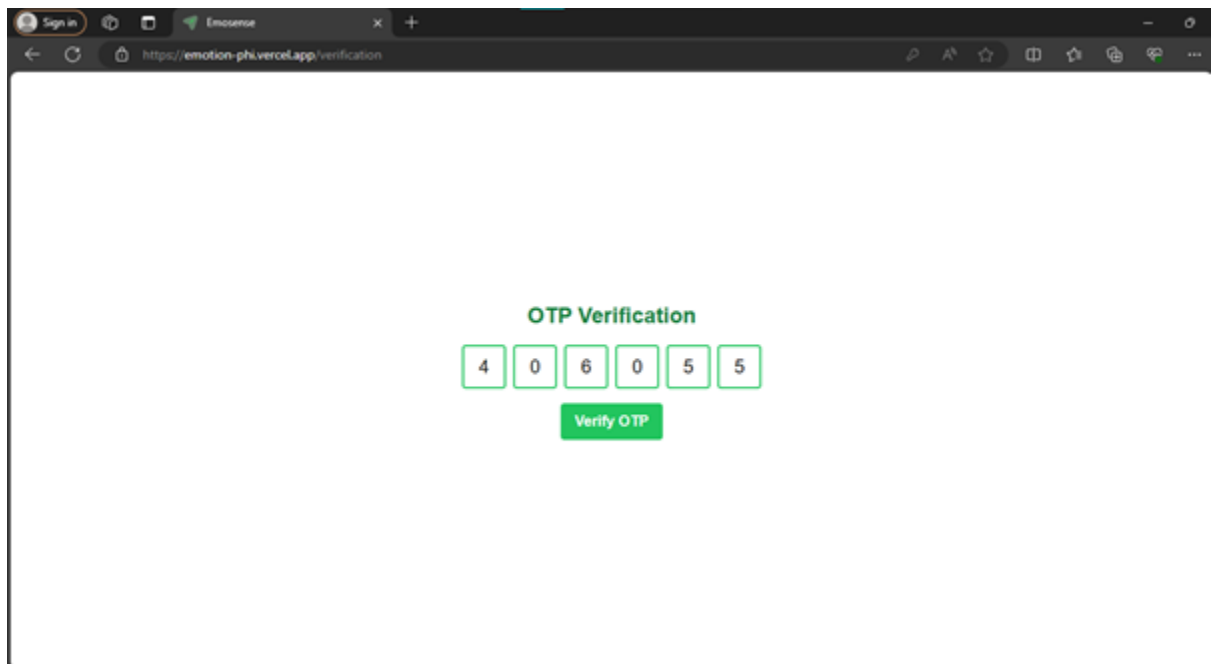 Sign in
Emosense
https://emotion-phi.vercel.app/verification
OTP Verification
4 0 6 0 5 5
Verify OTP